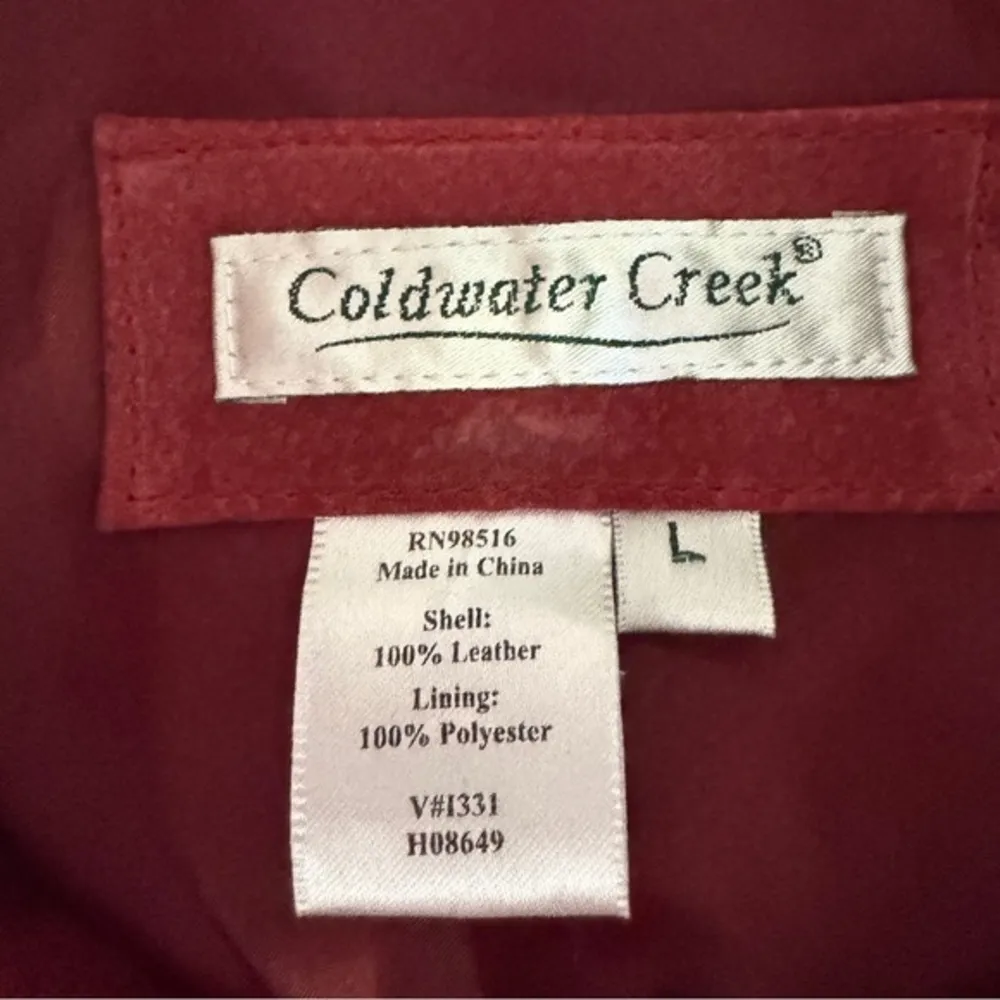 Coldwater Creek®
RN98516
Made in China
L
Shell:
100% Leather
Lining:
100% Polyester
V#I331
H08649